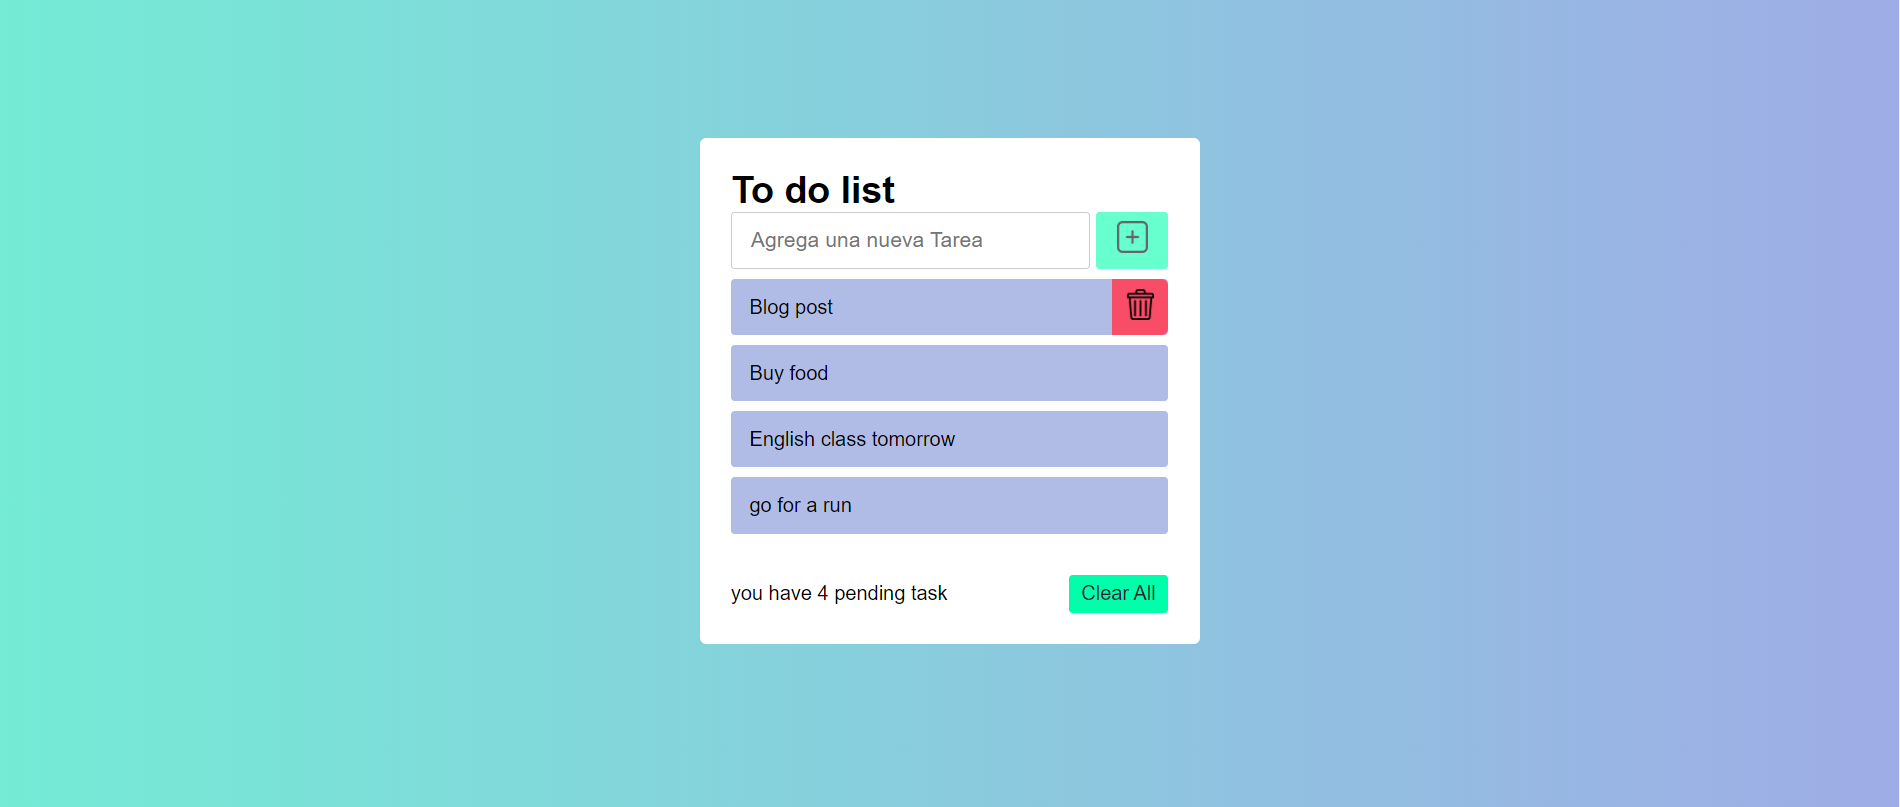 To do list
Agrega una nueva Tarea
Blog post
Buy food
English class tomorrow
go for a run
you have 4 pending task
Clear All